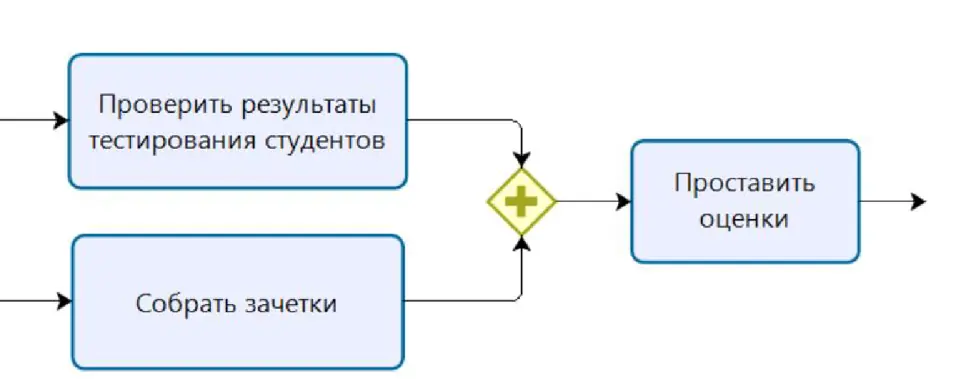 Проверить результаты
тестирования студентов
Проставить
оценки
Собрать зачетки